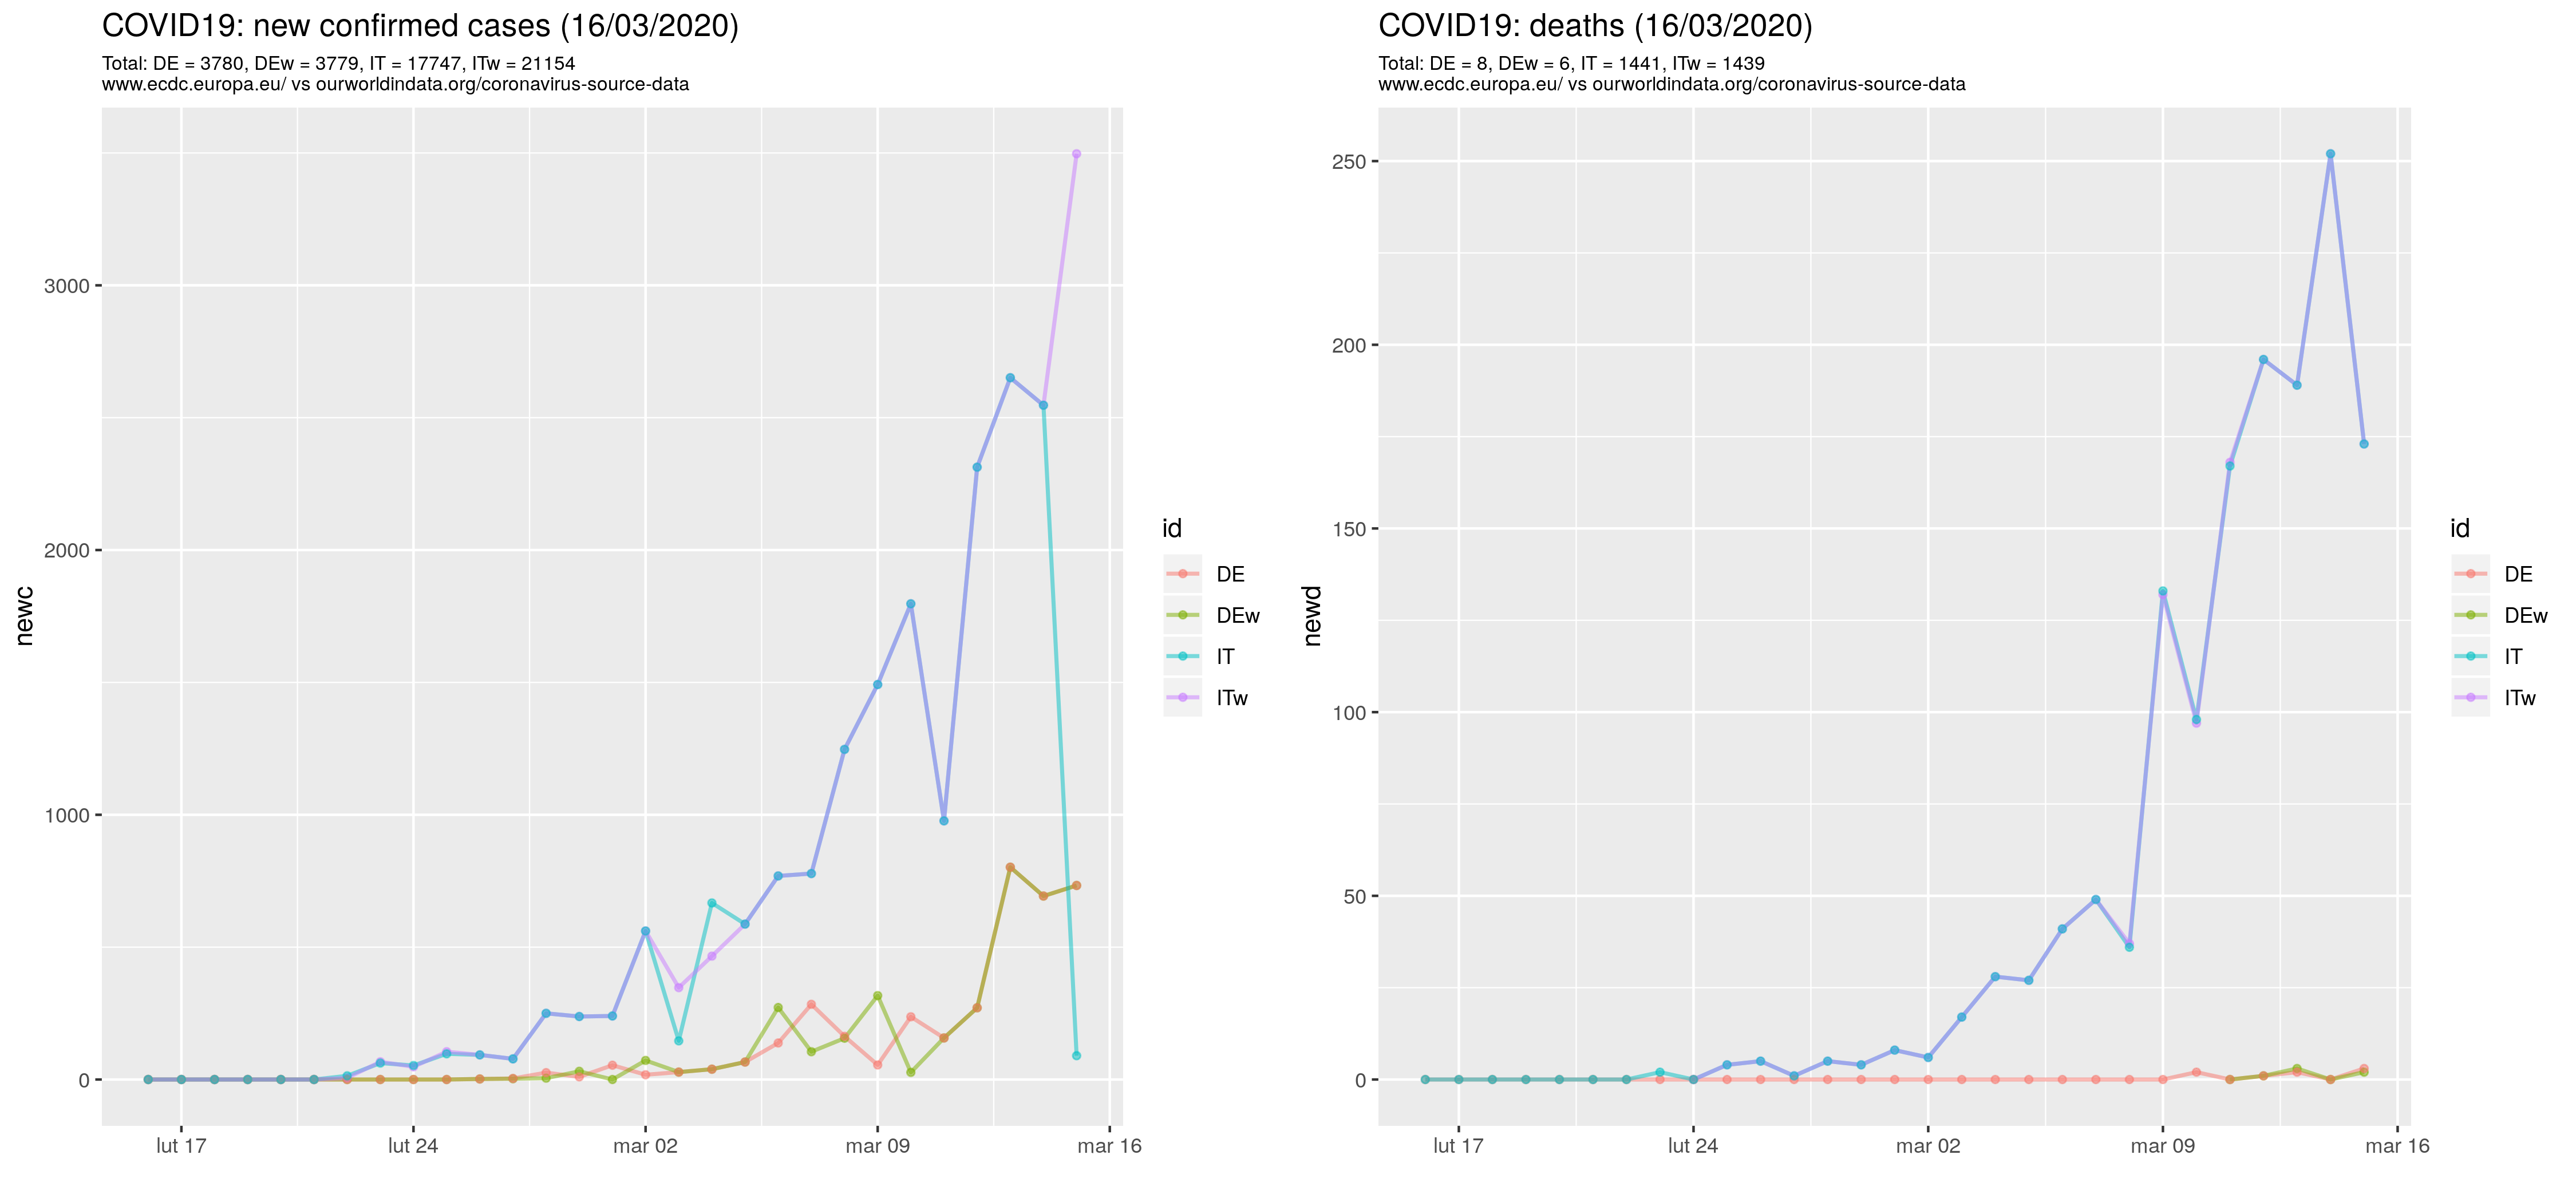 COVID19: new confirmed cases (16/03/2020)
Total: DE = 3780, DEw = 3779, IT = 17747, ITw = 21154
www.ecdc.europa.eu/ vs ourworldindata.org/coronavirus-source-data
3000
2000
1000
0
newc
lut 17
lut 24
mar 02
mar 09
mar 16
id
DE
DEw
IT
ITw
COVID19: deaths (16/03/2020)
Total: DE = 8, DEw = 6, IT = 1441, ITw = 1439
www.ecdc.europa.eu/ vs ourworldindata.org/coronavirus-source-data
250
200
150
100
50
0
newd
lut 17
lut 24
mar 02
mar 09
mar 16
id
DE
DEw
IT
ITw